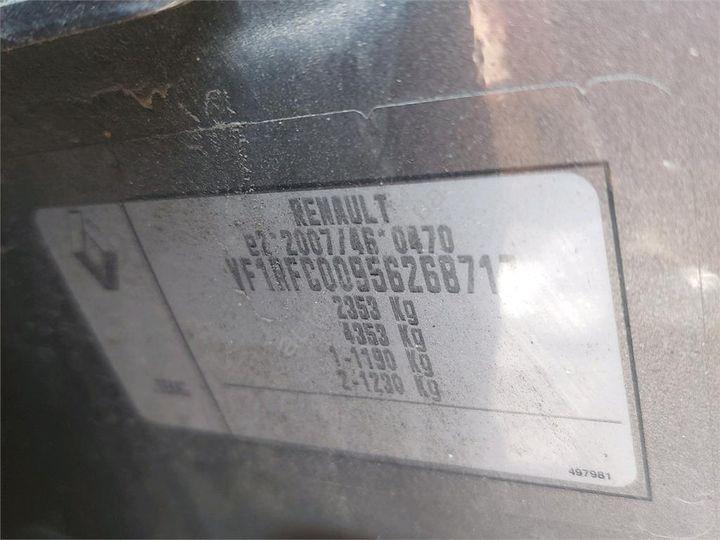 RENAULT
e2*2007/46*0470
2353 Kg
4353 Kg
1-1190 Kg
2-1230 Kg
497981